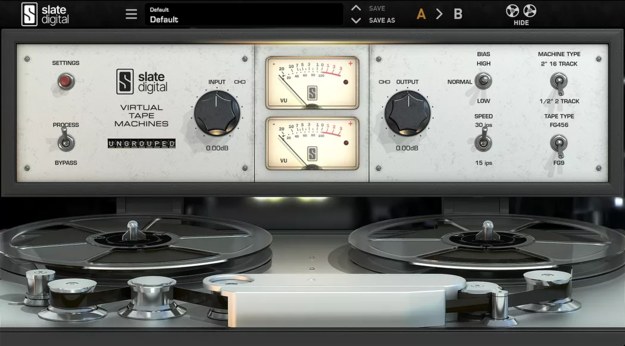 slate
digital
Default
Default
SAVE
SAVE AS
A > B
HIDE
SETTINGS
slate
digital
VIRTUAL
TAPE
MACHINES
UNGROUPED
PROCESS
BYPASS
INPUT
0.00dB
VU
VU
OUTPUT
0.00dB
BIAS
HIGH
NORMAL
LOW
SPEED
30 ips
15 ips
MACHINE TYPE
2" 16 TRACK
1/2" 2 TRACK
TAPE TYPE
FG456
FG9